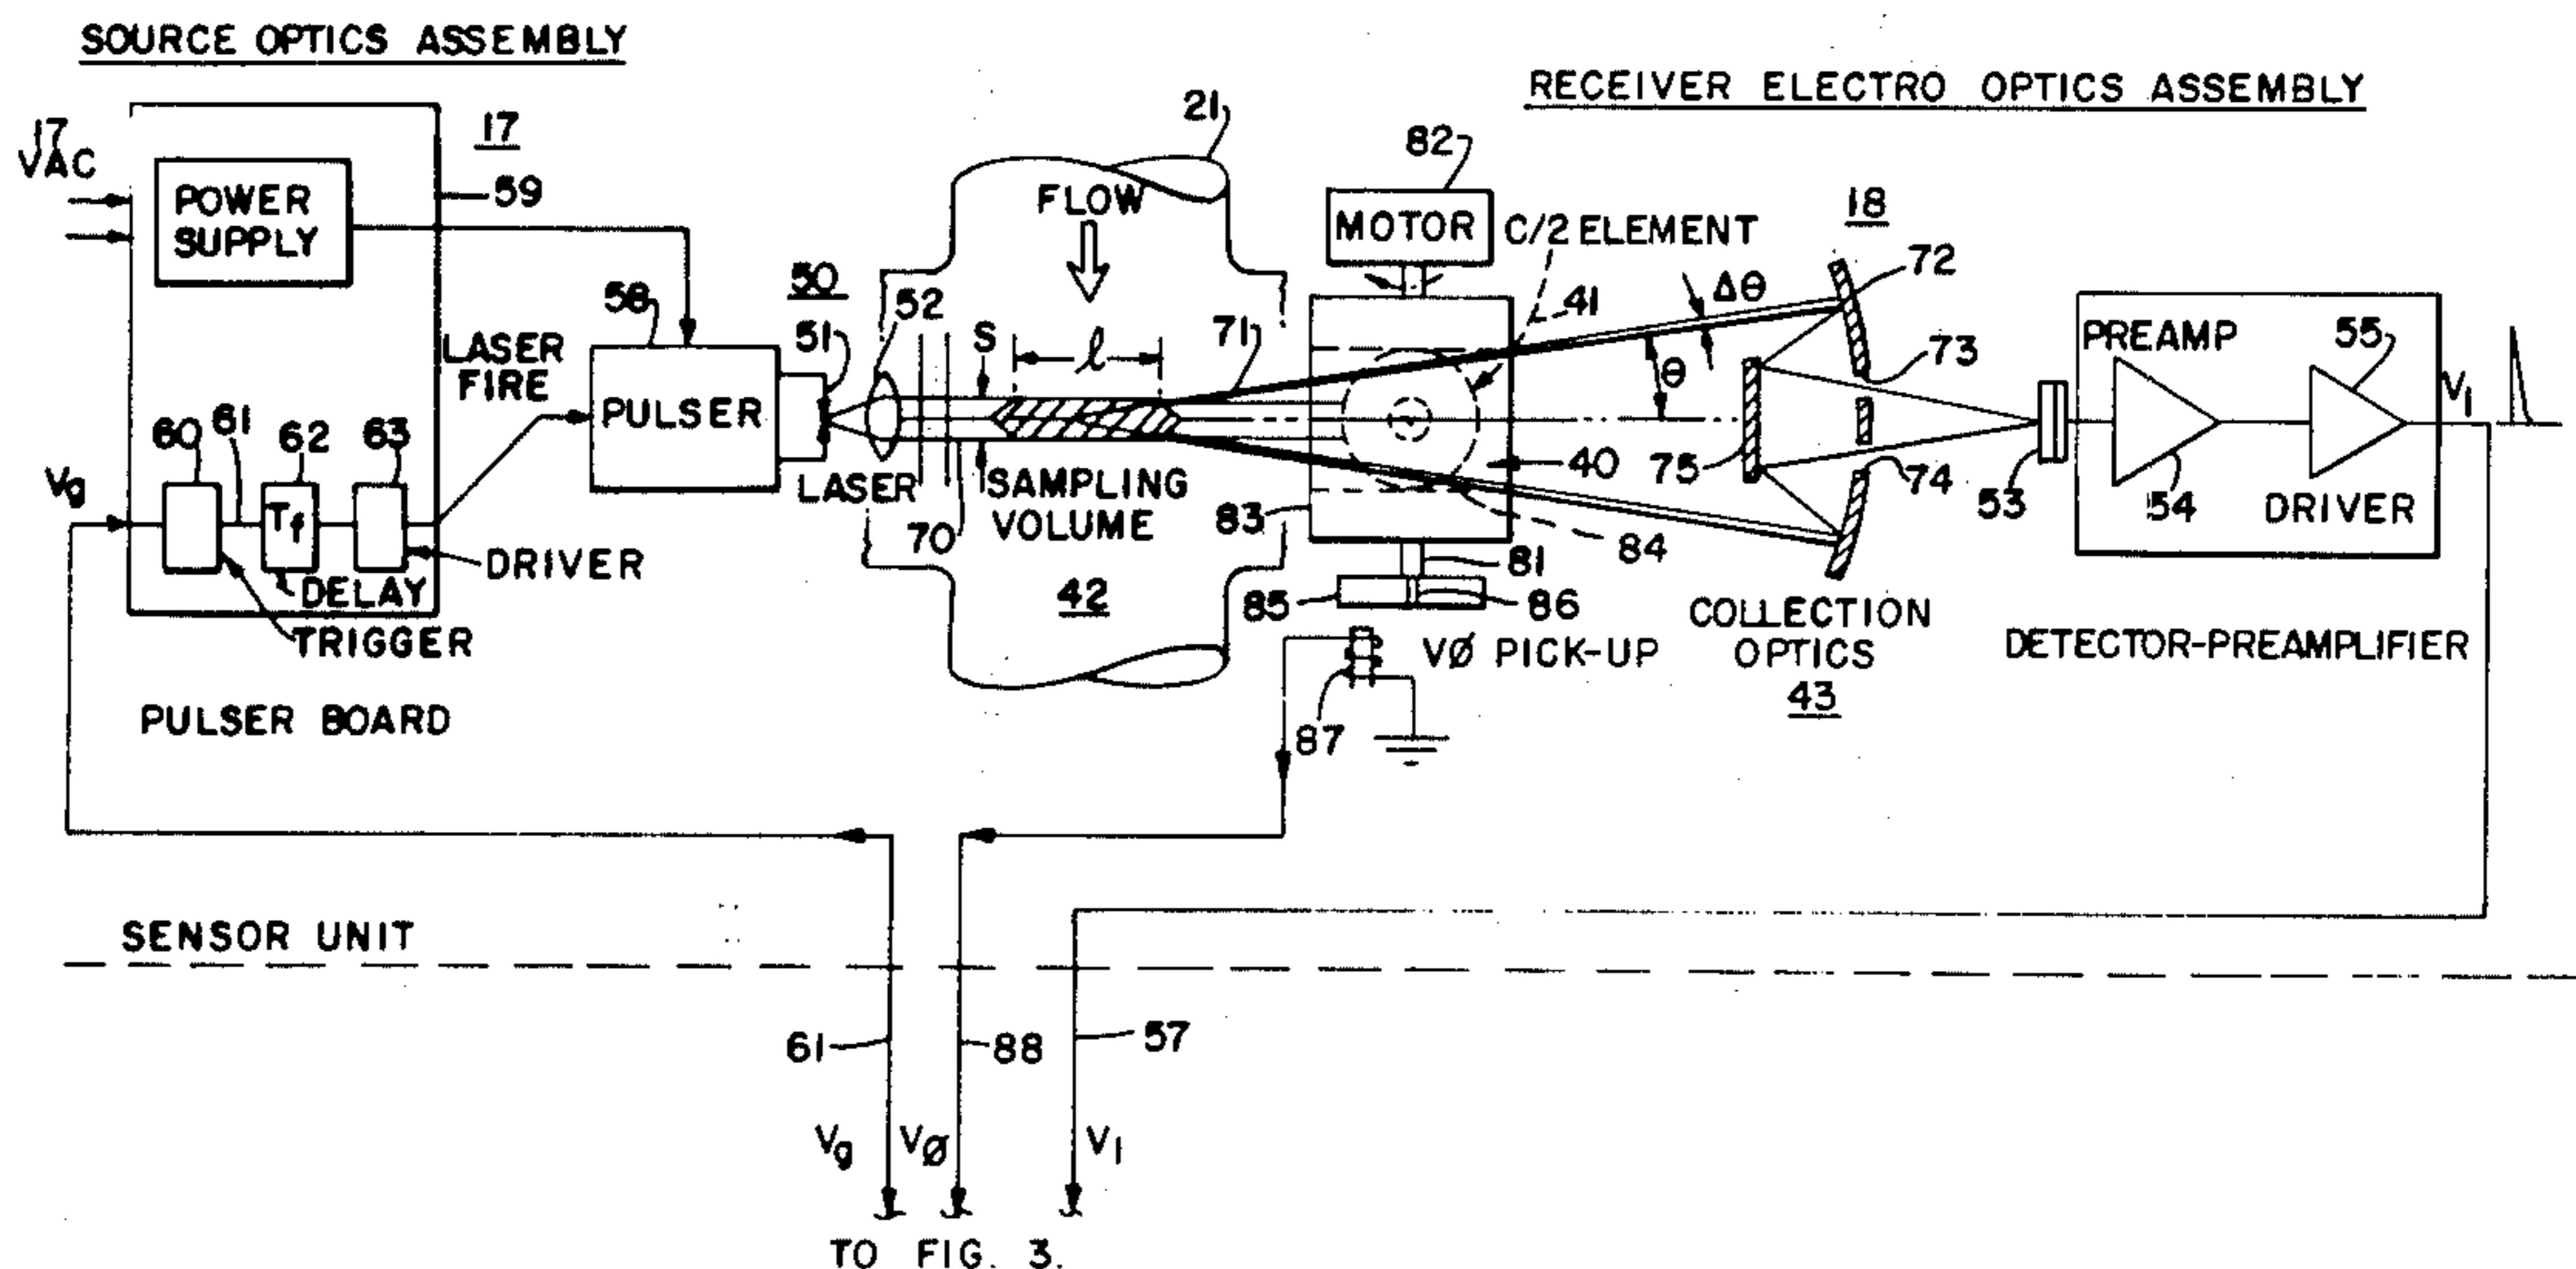 SOURCE OPTICS ASSEMBLY
RECEIVER ELECTRO OPTICS ASSEMBLY
17
VAC
17
POWER
SUPPLY
59
21
FLOW
82
MOTOR
C/2 ELEMENT
18
72
Δθ
41
50
52
58
51
S
ℓ
71
θ
73
PREAMP
55
V1
LASER
FIRE
PULSER
60
61
62
63
Vg
Tf
LASER
SAMPLING
VOLUME
70
83
40
75
74
53
54
DRIVER
84
DRIVER
DELAY
TRIGGER
42
81
85
86
VØ PICK-UP
COLLECTION
OPTICS
43
DETECTOR-PREAMPLIFIER
PULSER BOARD
87
SENSOR UNIT
61
88
57
Vg
VØ
V1
TO FIG. 3.